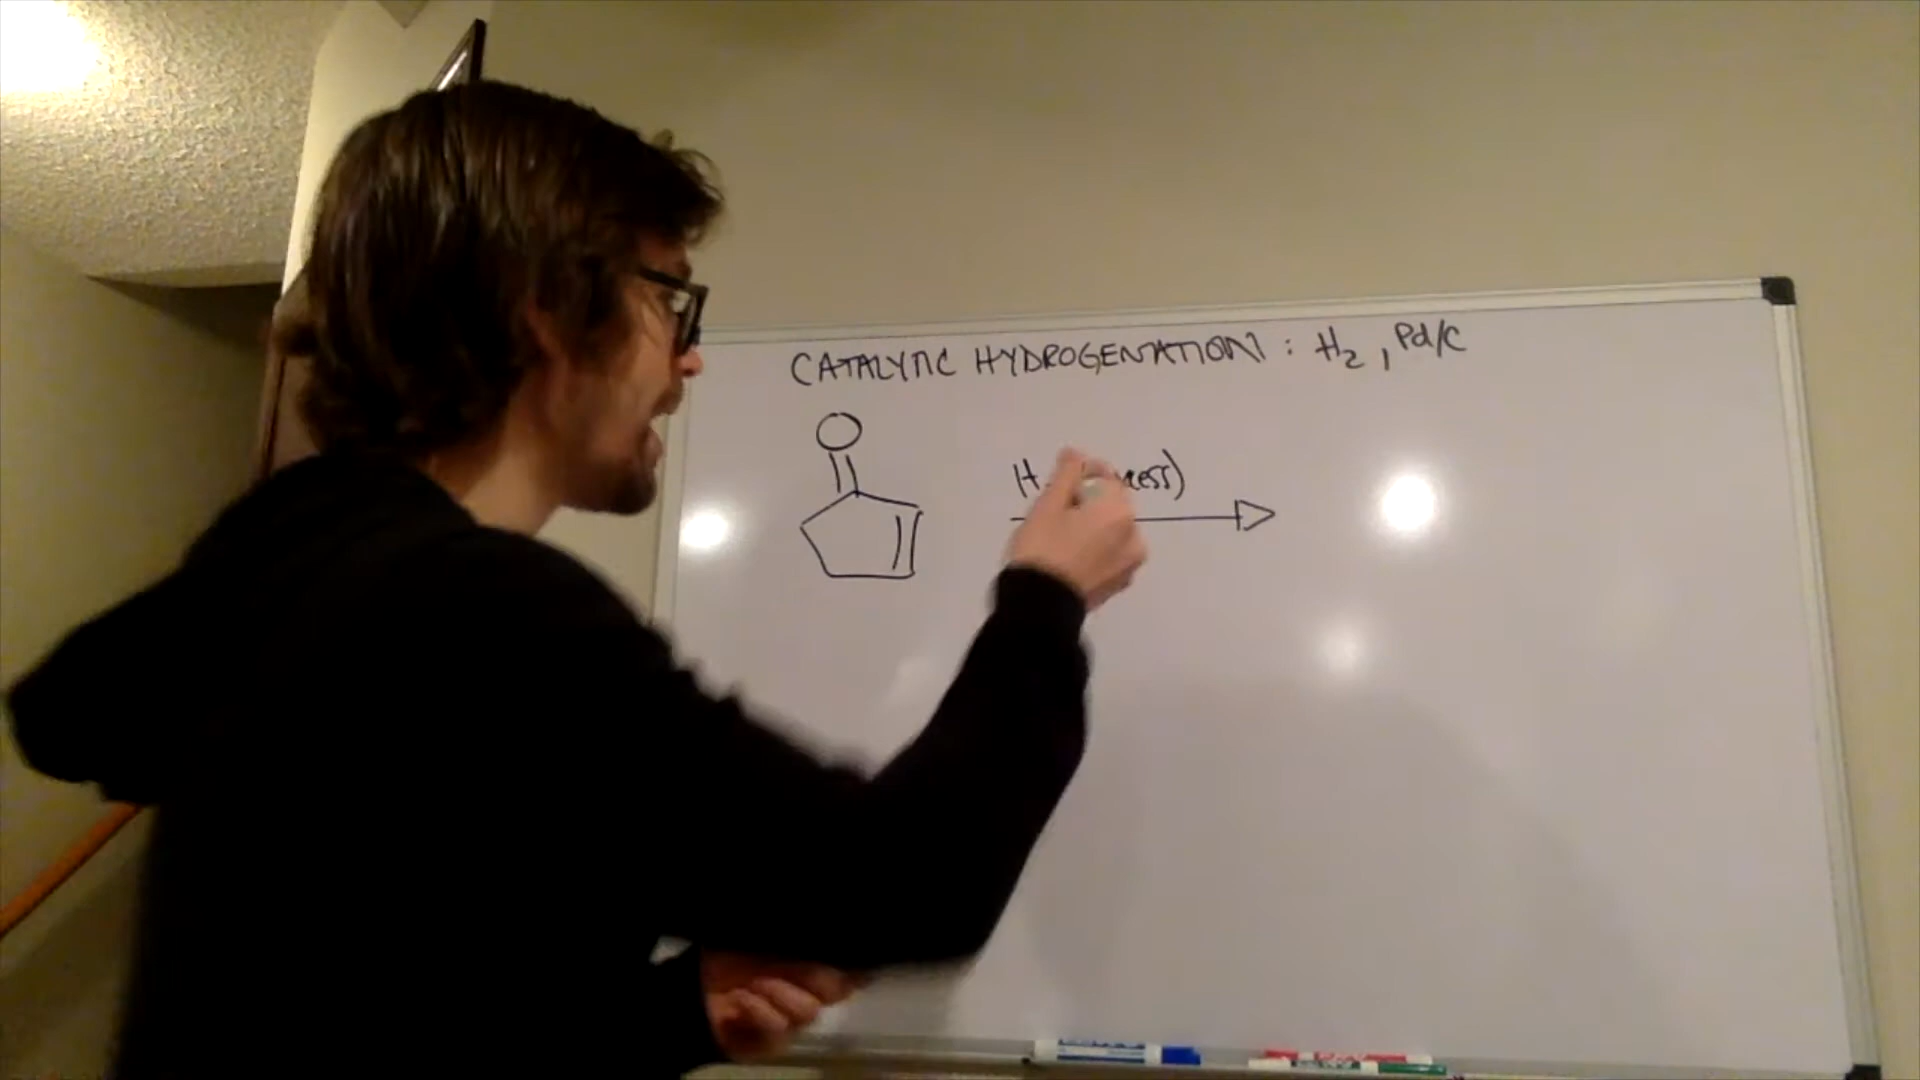 CATALYTIC HYDROGENATION : H₂ , Pd/C
O
H